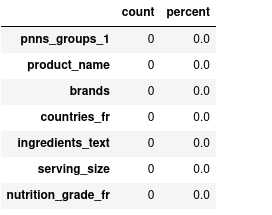 count percent
pnns_groups_1 0 0.0
product_name 0 0.0
brands 0 0.0
countries_fr 0 0.0
ingredients_text 0 0.0
serving_size 0 0.0
nutrition_grade_fr 0 0.0